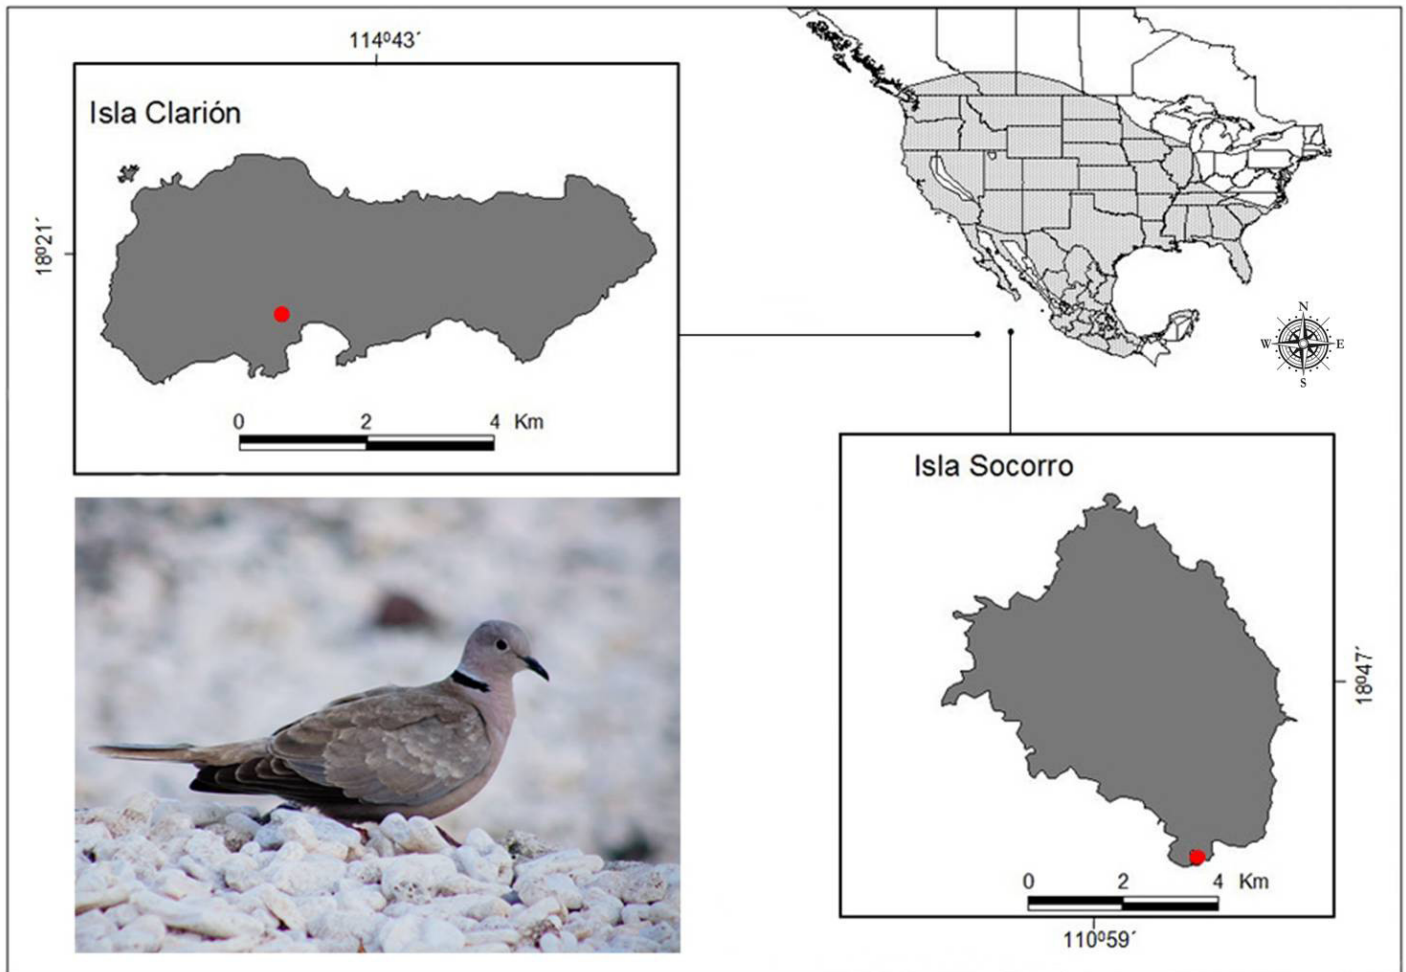 114º43´
Isla Clarión
18º21´
0 2 4 Km
N
W E
S
Isla Socorro
18º47´
0 2 4 Km
110º59´